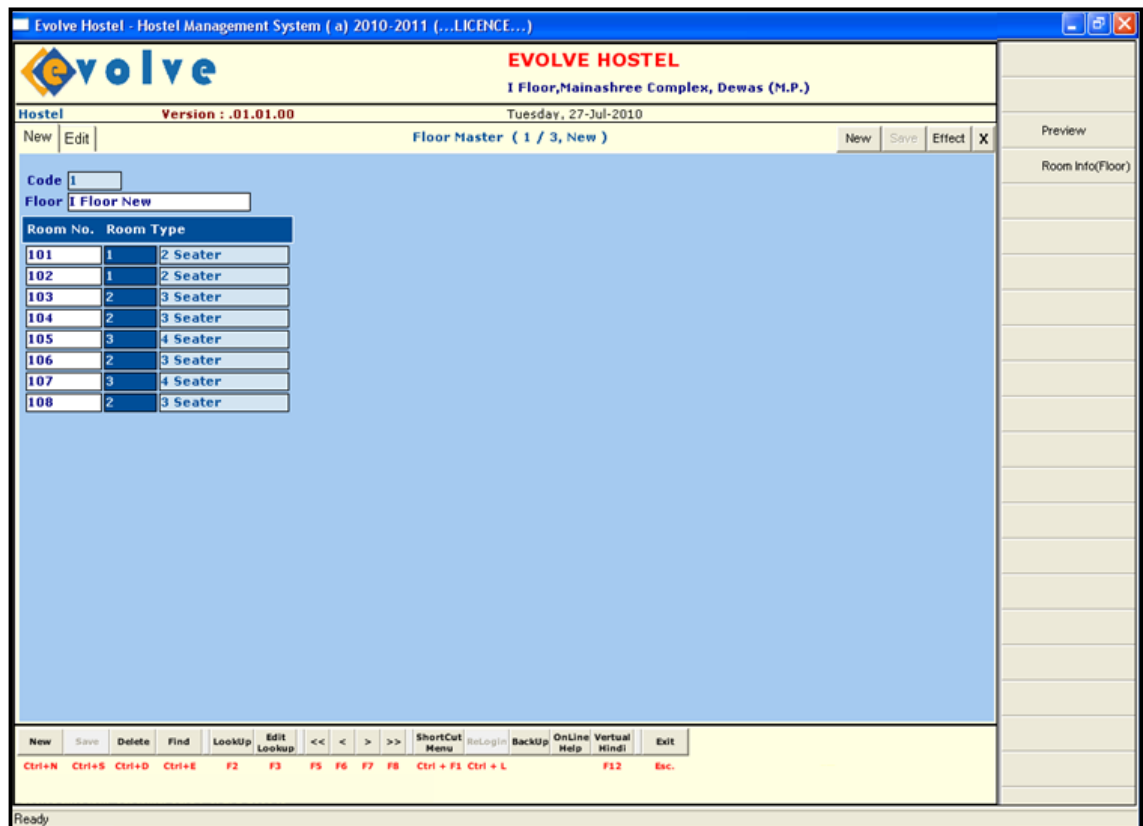 Evolve Hostel - Hostel Management System ( a) 2010-2011 (...LICENCE...)
evolve
EVOLVE HOSTEL
I Floor,Mainashree Complex, Dewas (M.P.)
Hostel Version : .01.01.00 Tuesday, 27-Jul-2010
New Edit Floor Master ( 1 / 3, New ) New Save Effect X
Preview
Room Info(Floor)
Code 1
Floor I Floor New
Room No. Room Type
101 1 2 Seater
102 1 2 Seater
103 2 3 Seater
104 2 3 Seater
105 3 4 Seater
106 2 3 Seater
107 3 4 Seater
108 2 3 Seater
New Save Delete Find LookUp Edit Lookup << < > >> ShortCut Menu ReLogin BackUp OnLine Help Vertual Hindi Exit
Ctrl+N Ctrl+S Ctrl+D Ctrl+E F2 F3 F5 F6 F7 F8 Ctrl + F1 Ctrl + L F12 Esc.
Ready